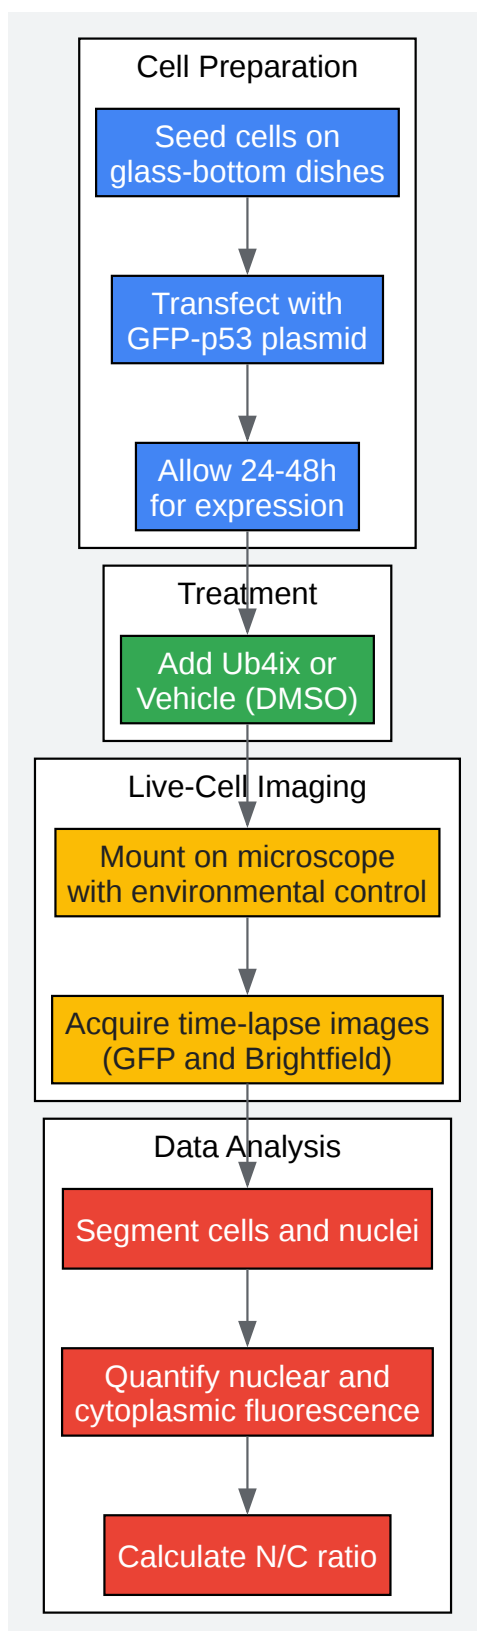 Cell Preparation
Seed cells on
glass-bottom dishes
Transfect with
GFP-p53 plasmid
Allow 24-48h
for expression
Treatment
Add Ub4ix or
Vehicle (DMSO)
Live-Cell Imaging
Mount on microscope
with environmental control
Acquire time-lapse images
(GFP and Brightfield)
Data Analysis
Segment cells and nuclei
Quantify nuclear and
cytoplasmic fluorescence
Calculate N/C ratio